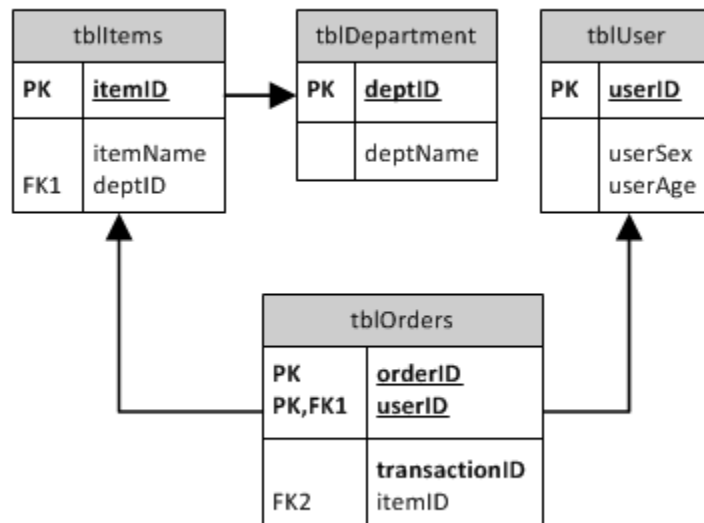 tblItems
PK itemID
itemName
FK1 deptID
tblDepartment
PK deptID
deptName
tblUser
PK userID
userSex
userAge
tblOrders
PK orderID
PK,FK1 userID
transactionID
FK2 itemID